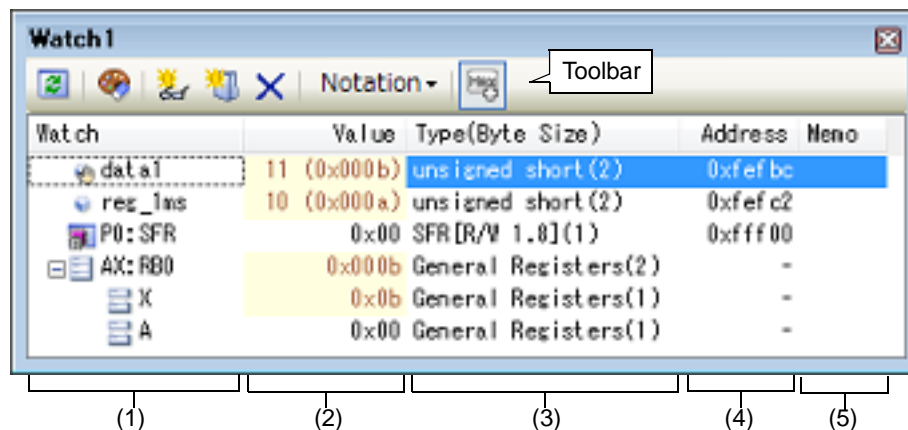 Watch1
Notation
Hex
Toolbar
Watch Value Type(Byte Size) Address Memo
data1 11 (0x000b) unsigned short(2) 0xfefbc
reg_1ms 10 (0x000a) unsigned short(2) 0xfefc2
P0:SFR 0x00 SFR[R/W 1.8](1) 0xfff00
AX:RB0 0x000b General Registers(2) -
X 0x0b General Registers(1) -
A 0x00 General Registers(1) -
(1) (2) (3) (4) (5)